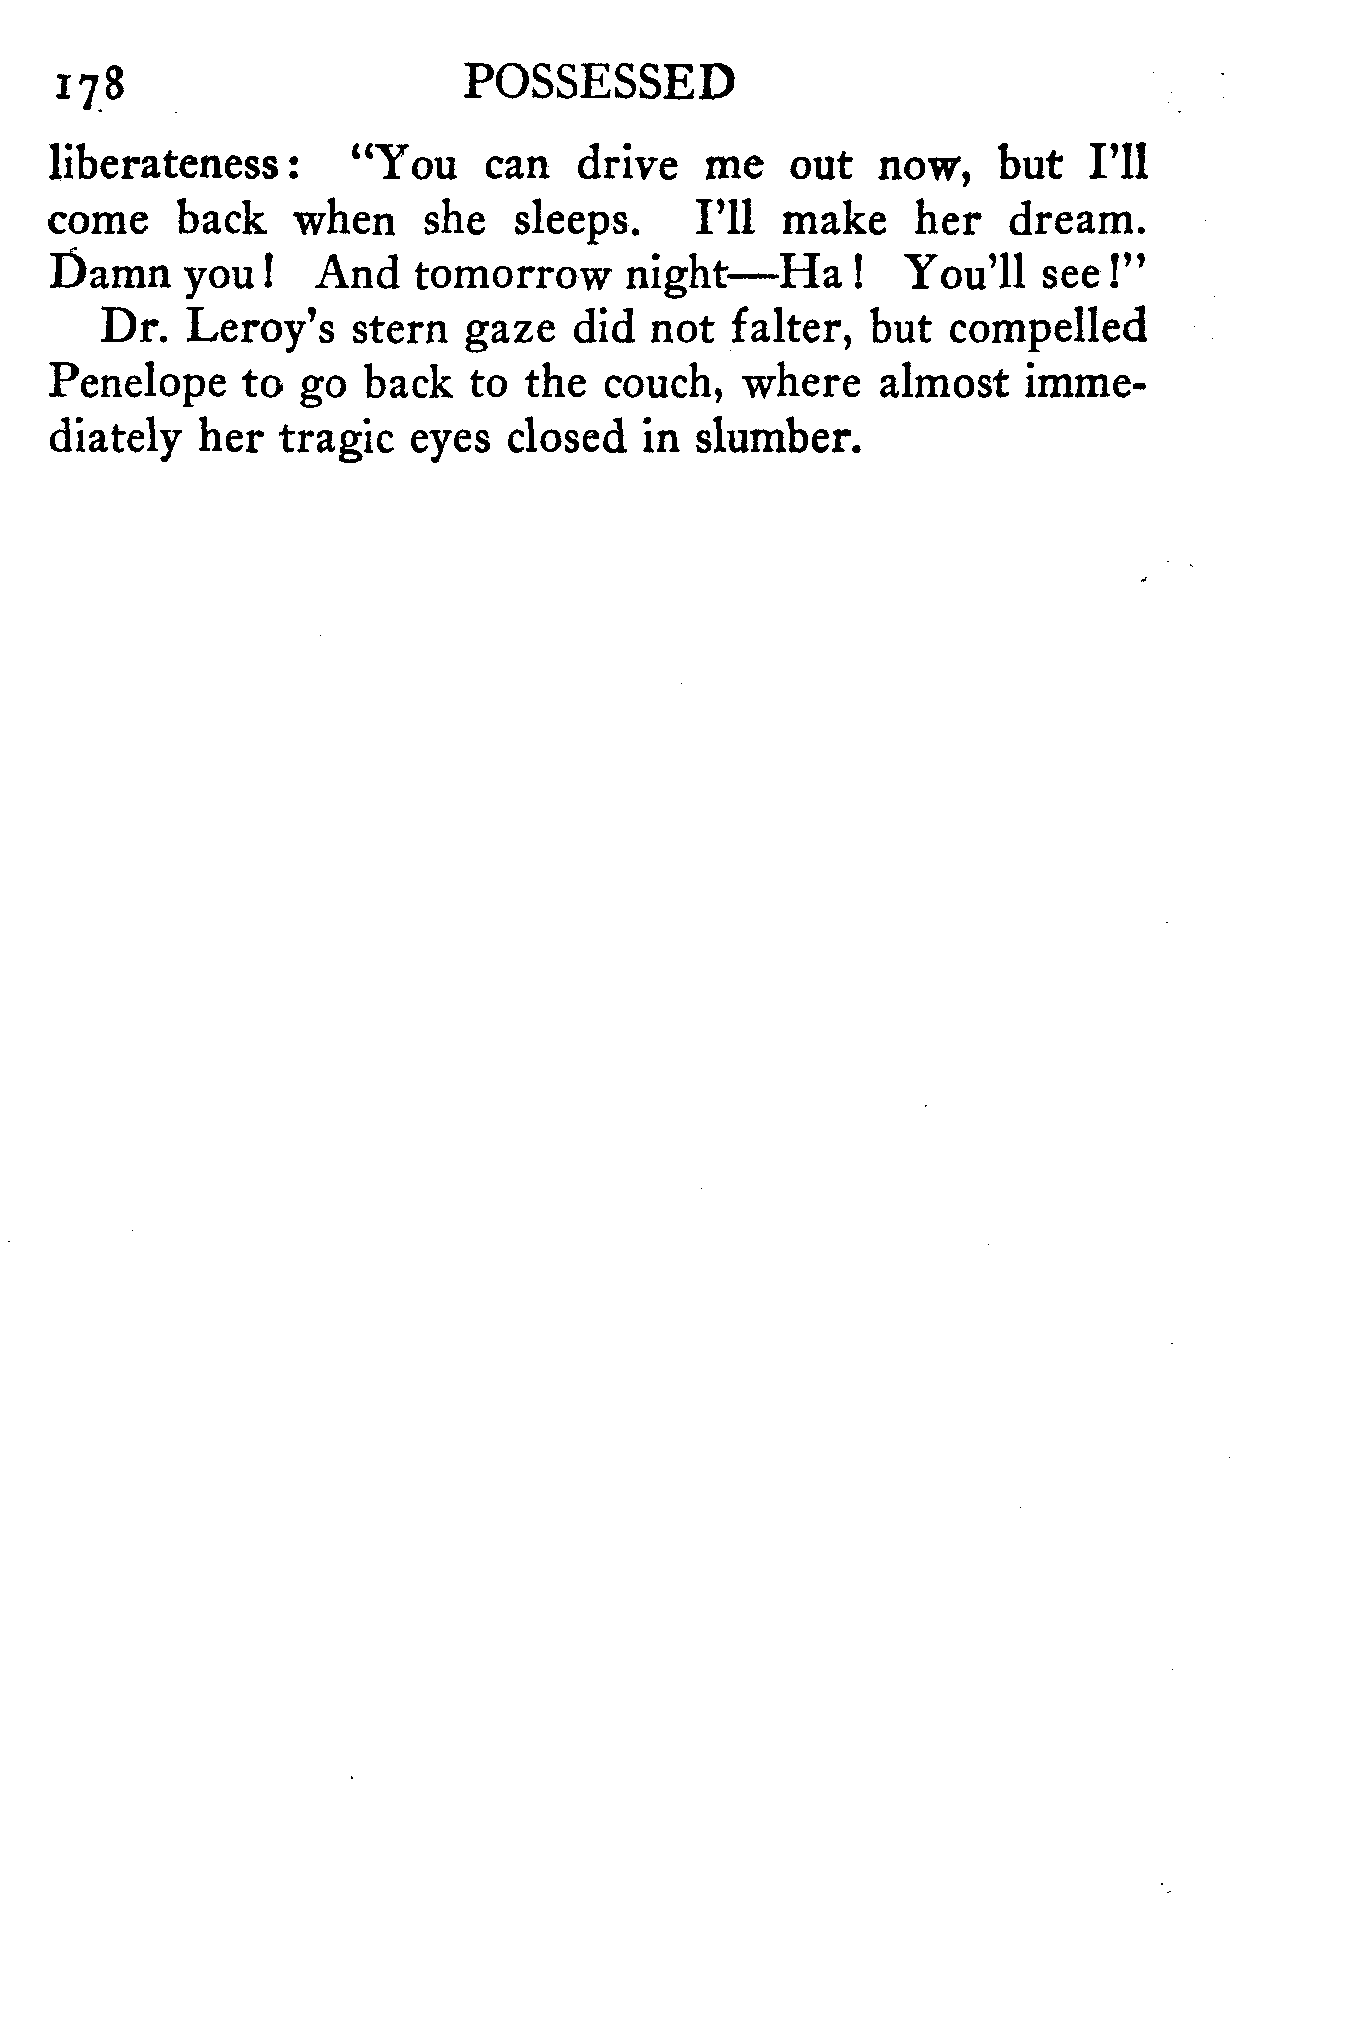 178 POSSESSED
liberateness: "You can drive me out now, but I'll
come back when she sleeps. I'll make her dream.
Damn you! And tomorrow night—Ha! You'll see!"
Dr. Leroy's stern gaze did not falter, but compelled
Penelope to go back to the couch, where almost imme-
diately her tragic eyes closed in slumber.